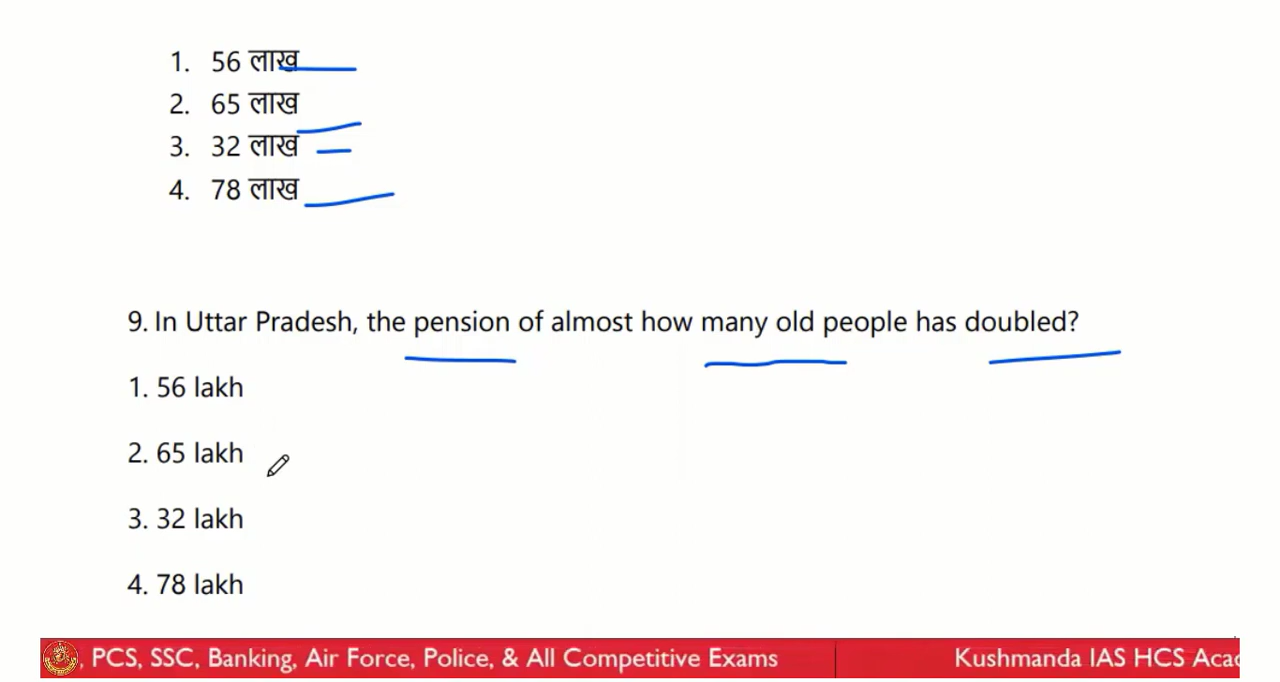 1. 56 लाख
2. 65 लाख
3. 32 लाख
4. 78 लाख
9. In Uttar Pradesh, the pension of almost how many old people has doubled?
1. 56 lakh
2. 65 lakh
3. 32 lakh
4. 78 lakh
, PCS, SSC, Banking, Air Force, Police, & All Competitive Exams
Kushmanda IAS HCS Acad